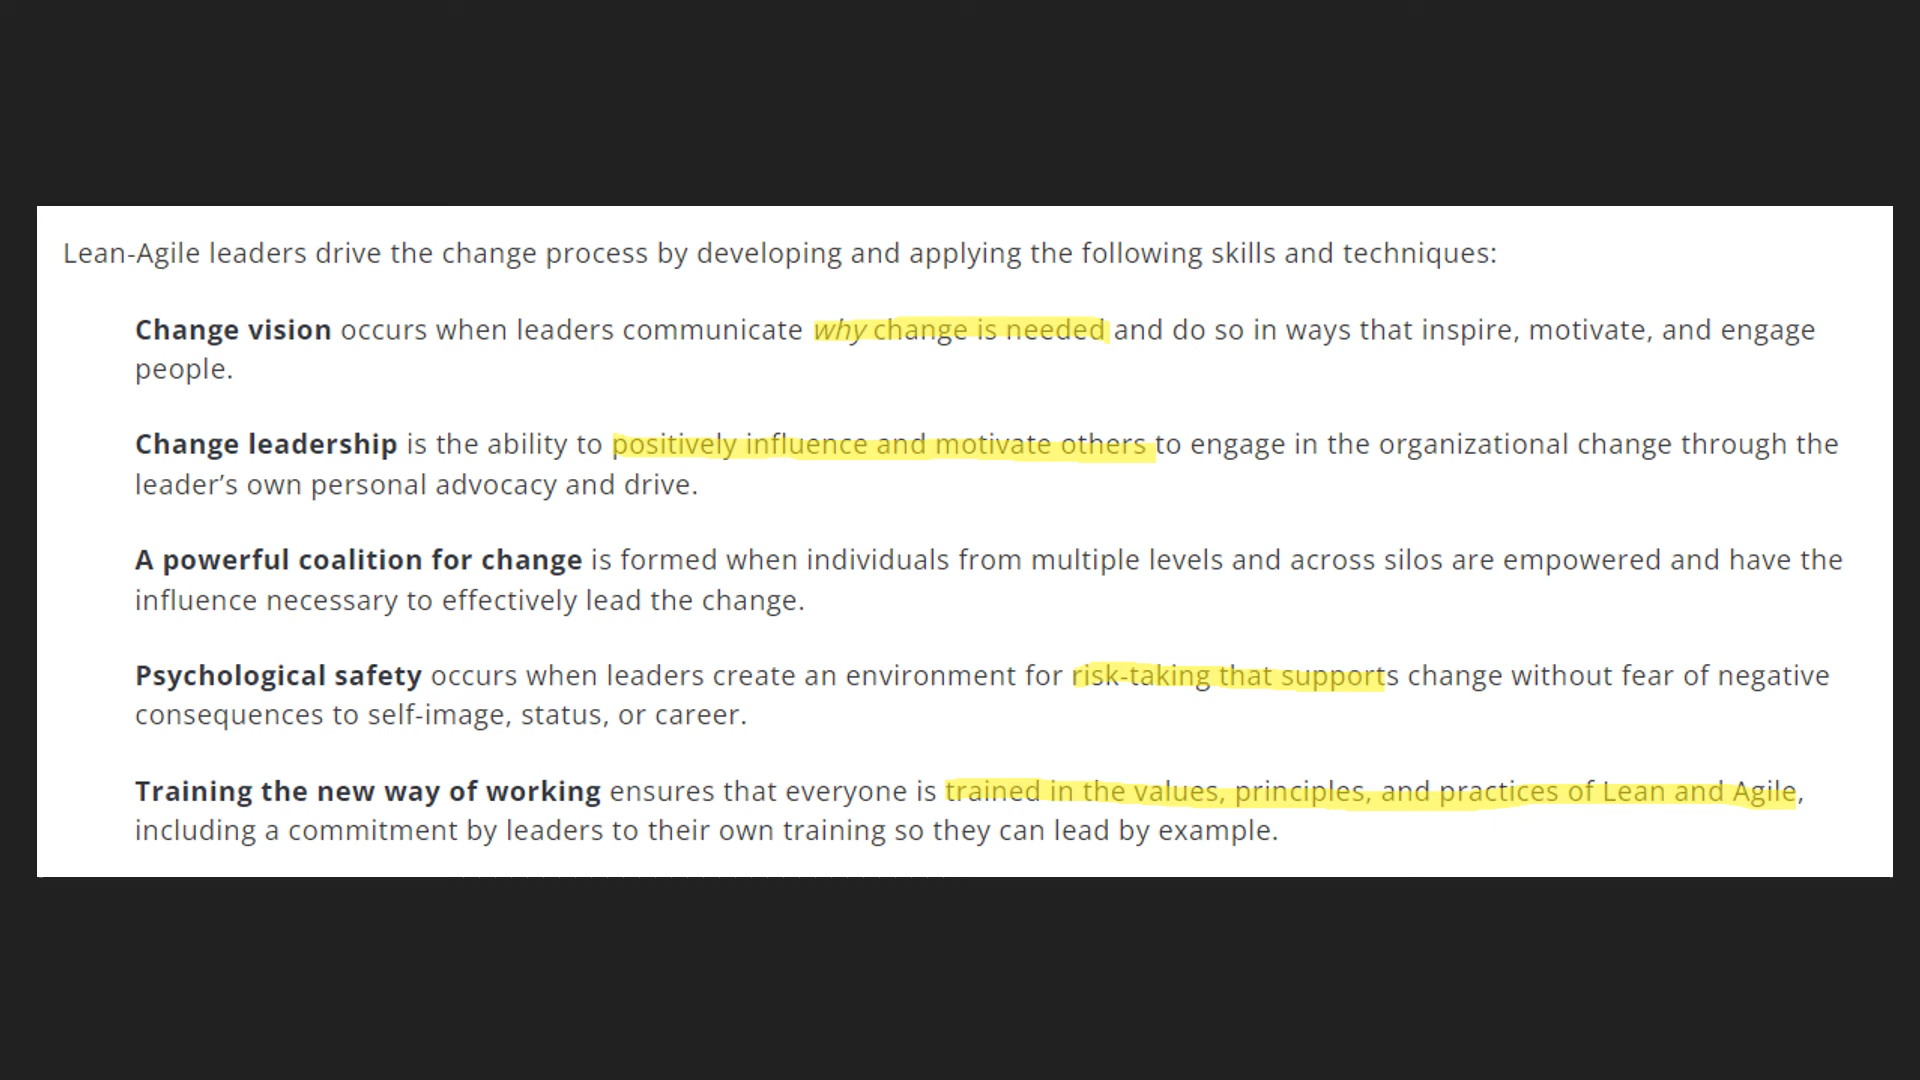 Lean-Agile leaders drive the change process by developing and applying the following skills and techniques:
Change vision occurs when leaders communicate why change is needed and do so in ways that inspire, motivate, and engage
people.
Change leadership is the ability to positively influence and motivate others to engage in the organizational change through the
leader’s own personal advocacy and drive.
A powerful coalition for change is formed when individuals from multiple levels and across silos are empowered and have the
influence necessary to effectively lead the change.
Psychological safety occurs when leaders create an environment for risk-taking that supports change without fear of negative
consequences to self-image, status, or career.
Training the new way of working ensures that everyone is trained in the values, principles, and practices of Lean and Agile,
including a commitment by leaders to their own training so they can lead by example.